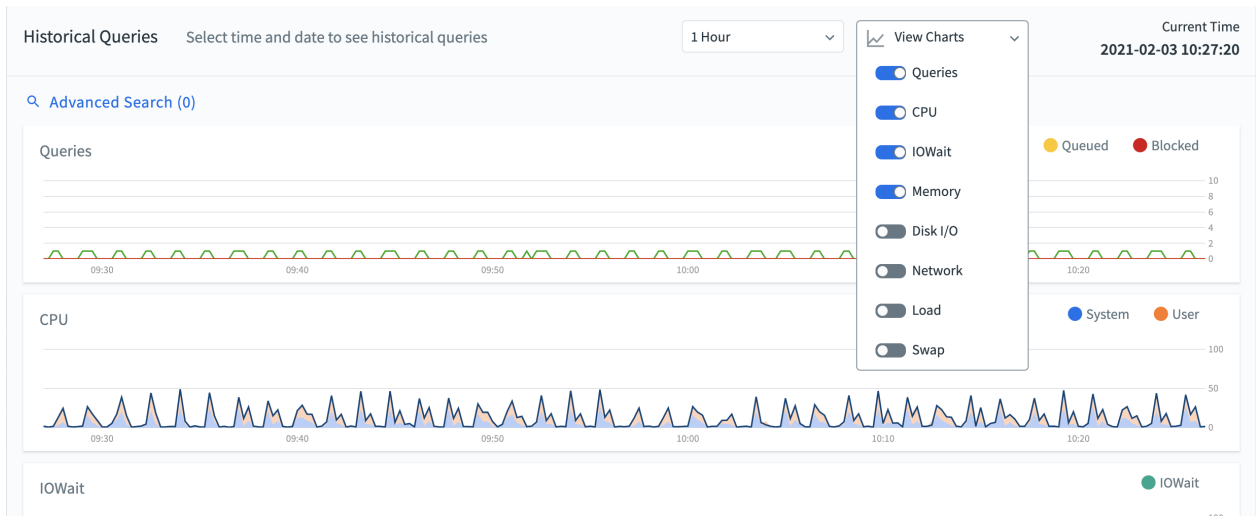 Historical Queries
Select time and date to see historical queries
1 Hour
View Charts
Current Time
2021-02-03 10:27:20
Queries
CPU
IOWait
Memory
Disk I/O
Network
Load
Swap
Advanced Search (0)
Queries
Queued
Blocked
10
8
6
4
2
0
09:30
09:40
09:50
10:00
10:20
CPU
System
User
100
50
0
09:30
09:40
09:50
10:00
10:10
10:20
IOWait
IOWait